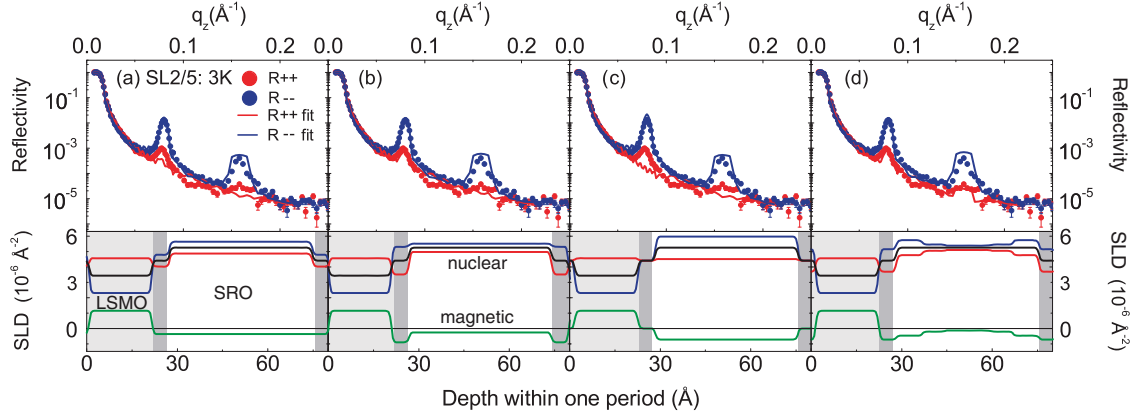 q_z(Å⁻¹) q_z(Å⁻¹) q_z(Å⁻¹) q_z(Å⁻¹)
0.0 0.1 0.2 0.0 0.1 0.2 0.0 0.1 0.2 0.0 0.1 0.2
(a) SL2/5: 3K (b) (c) (d)
R++
R--
R++ fit
R-- fit
Reflectivity
10⁻¹
10⁻³
10⁻⁵
10⁻¹
10⁻³
10⁻⁵
Reflectivity
SLD (10⁻⁶ Å⁻²)
6
3
0
LSMO
SRO
nuclear
magnetic
6
3
0
SLD (10⁻⁶ Å⁻²)
0 30 60 0 30 60 0 30 60 0 30 60
Depth within one period (Å)